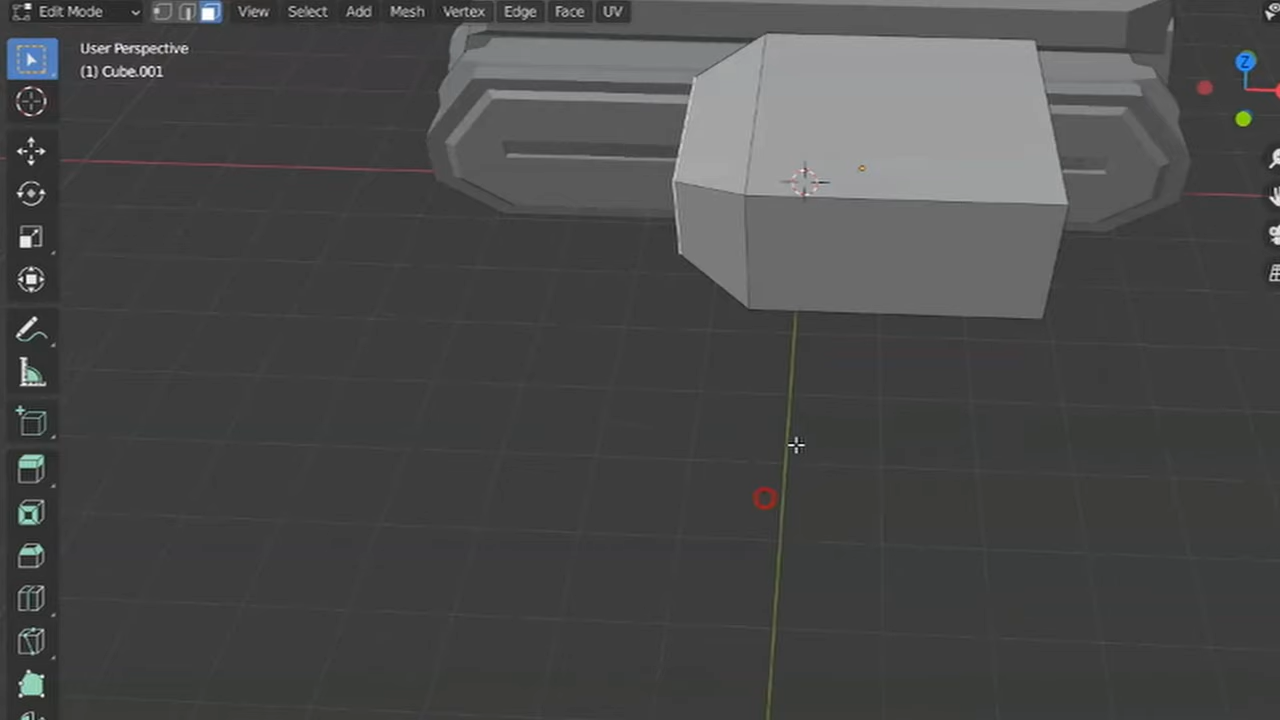 Edit Mode View Select Add Mesh Vertex Edge Face UV
User Perspective
(1) Cube.001
Z